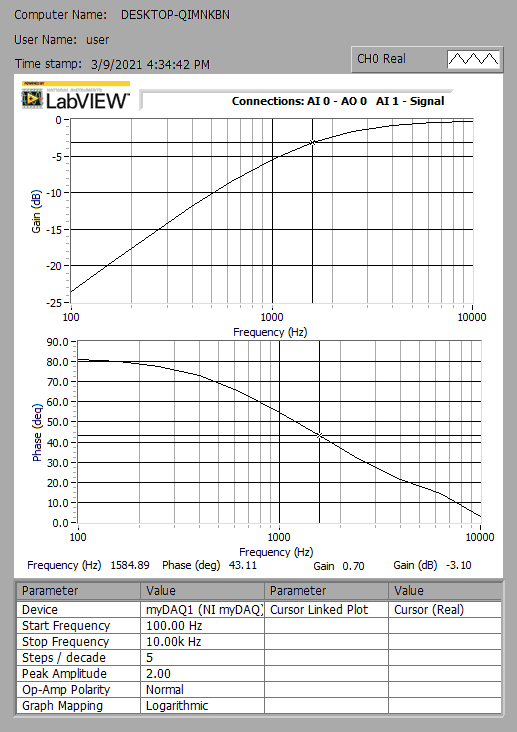 Computer Name: DESKTOP-QIMNKBN
User Name: user
Time stamp: 3/9/2021 4:34:42 PM
CH0 Real
POWERED BY
NATIONAL INSTRUMENTS
LabVIEW™
Connections: AI 0 - AO 0 AI 1 - Signal
0
-5
-10
-15
-20
-25
Gain (dB)
100 1000 10000
Frequency (Hz)
90.0
80.0
70.0
60.0
50.0
40.0
30.0
20.0
10.0
0.0
Phase (deg)
100 1000 10000
Frequency (Hz)
Frequency (Hz) 1584.89 Phase (deg) 43.11 Gain 0.70 Gain (dB) -3.10
Parameter Value Parameter Value
Device myDAQ1 (NI myDAQ) Cursor Linked Plot Cursor (Real)
Start Frequency 100.00 Hz
Stop Frequency 10.00k Hz
Steps / decade 5
Peak Amplitude 2.00
Op-Amp Polarity Normal
Graph Mapping Logarithmic